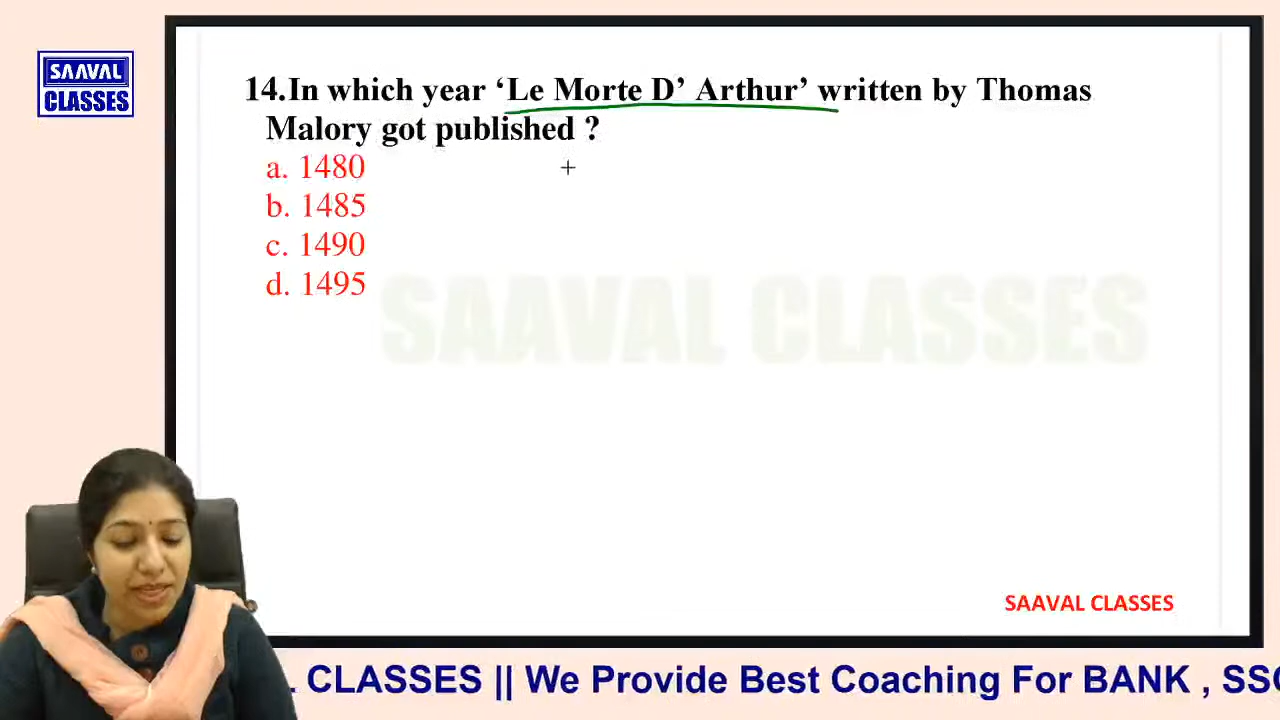 SAAVAL
CLASSES
14.In which year ‘Le Morte D’ Arthur’ written by Thomas
Malory got published ?
a. 1480
b. 1485
c. 1490
d. 1495
SAAVAL CLASSES
SAAVAL CLASSES
CLASSES || We Provide Best Coaching For BANK , SSC